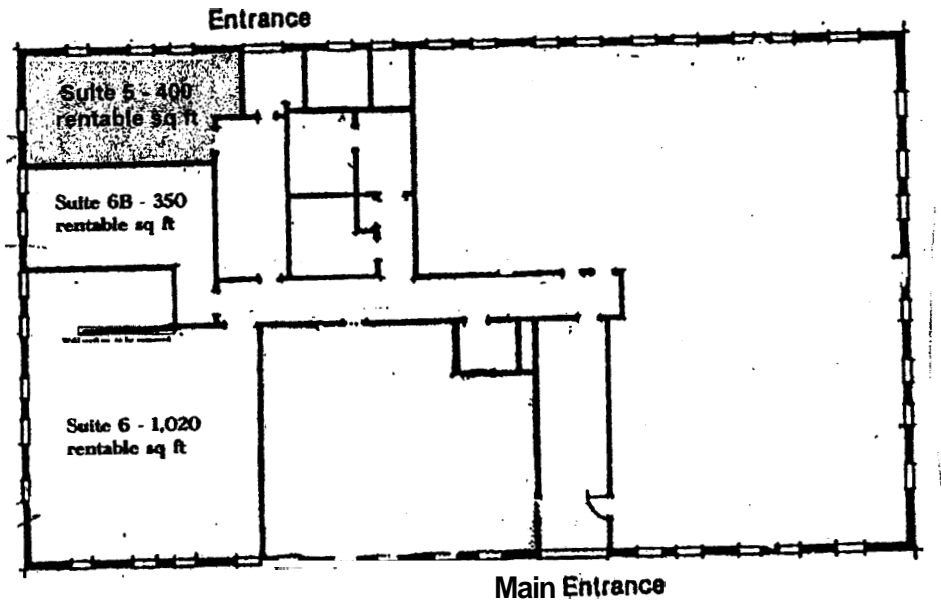 Entrance
Suite 5 - 400
rentable sq ft
Suite 6B - 350
rentable sq ft
Suite 6 - 1,020
rentable sq ft
Main Entrance